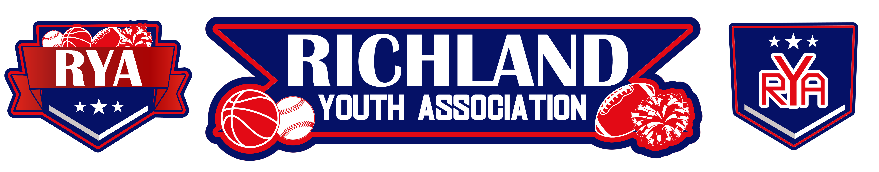 RYA
RICHLAND
YOUTH ASSOCIATION
RYA